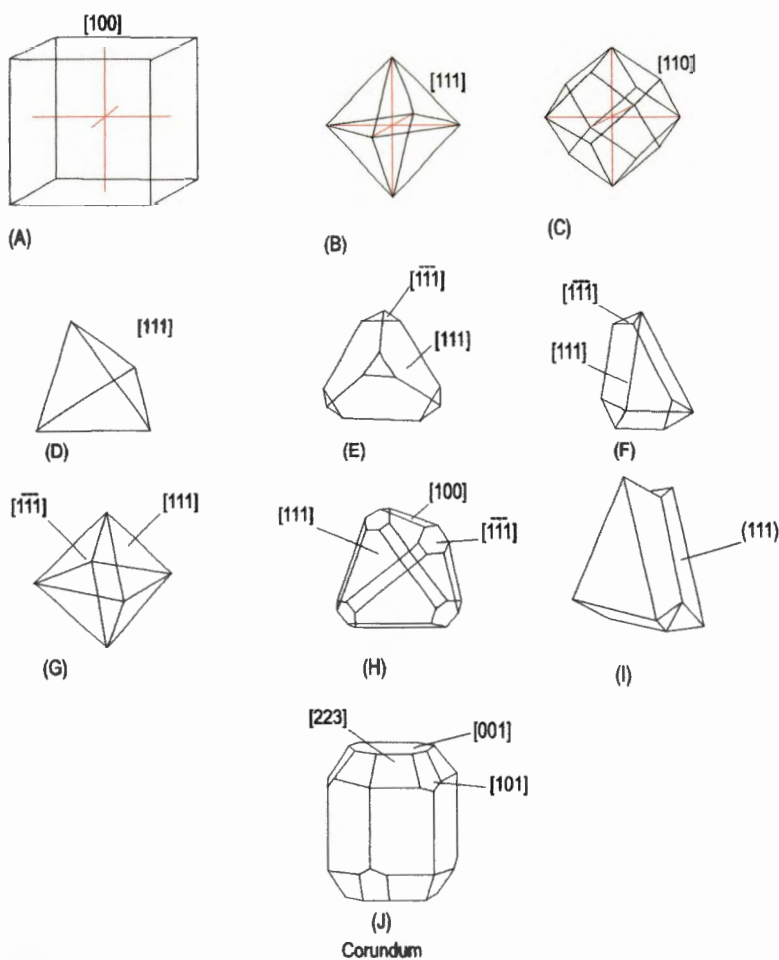 [100]
[111]
[110]
(A)
(B)
(C)
[111]
[1̅1̅1]
[111]
[1̅1̅1]
[111]
(D)
(E)
(F)
[1̅1̅1]
[111]
[111]
[100]
[1̅1̅1]
(111)
(G)
(H)
(I)
[223]
[001]
[101]
(J)
Corundum